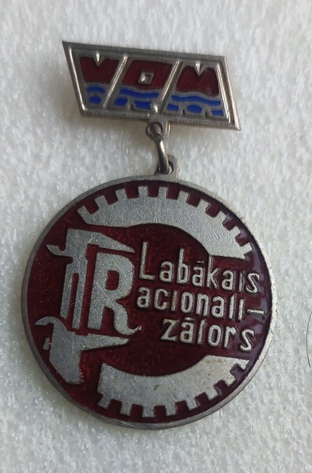 VRM
Labākais
Racionali-
zātors